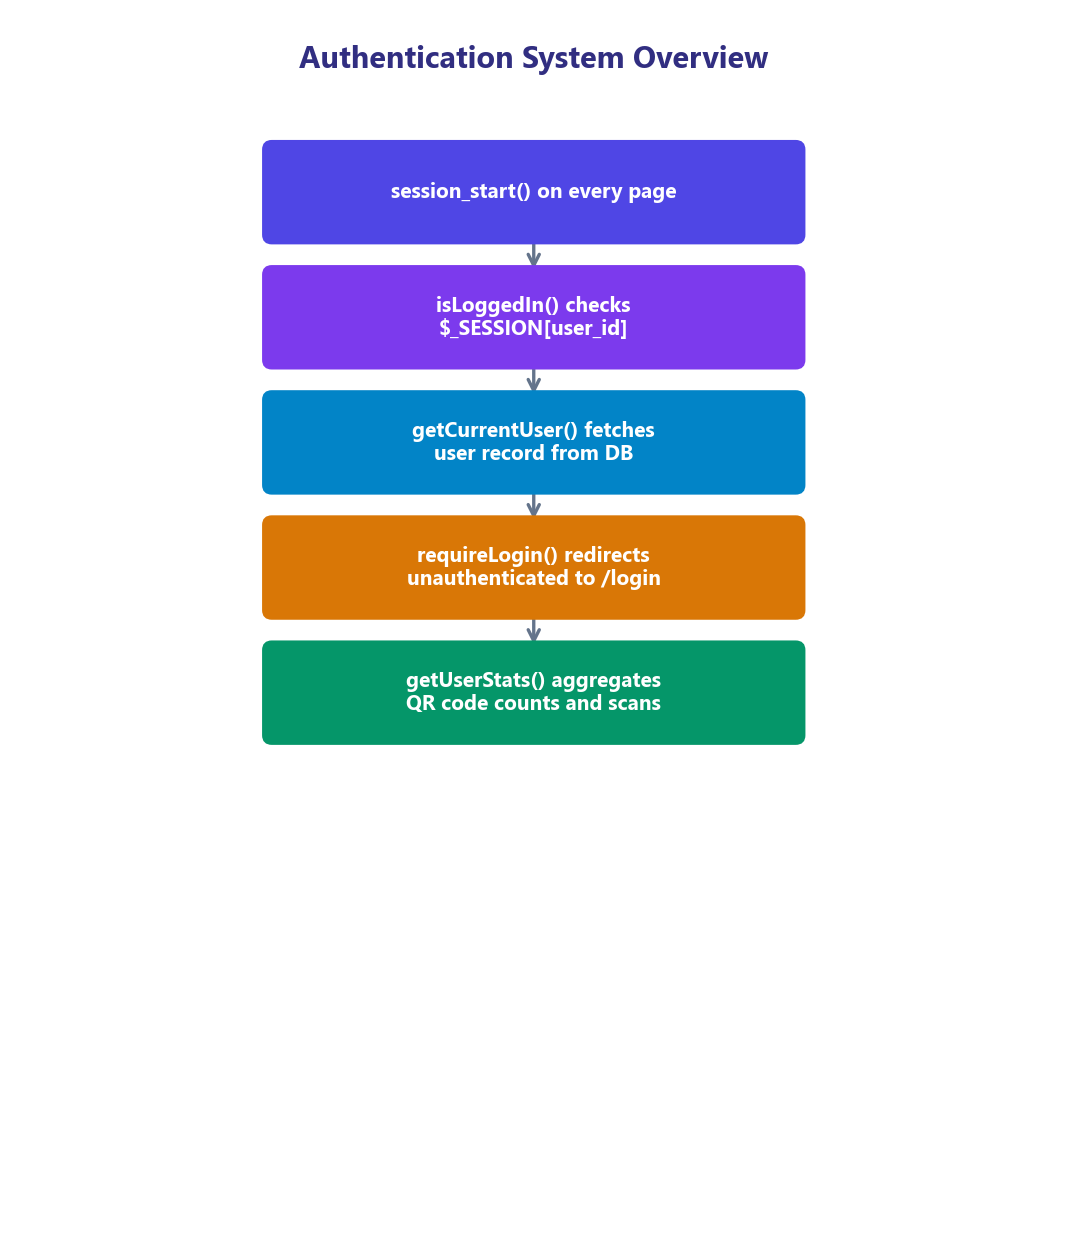 Authentication System Overview
session_start() on every page
isLoggedIn() checks
$_SESSION[user_id]
getCurrentUser() fetches
user record from DB
requireLogin() redirects
unauthenticated to /login
getUserStats() aggregates
QR code counts and scans